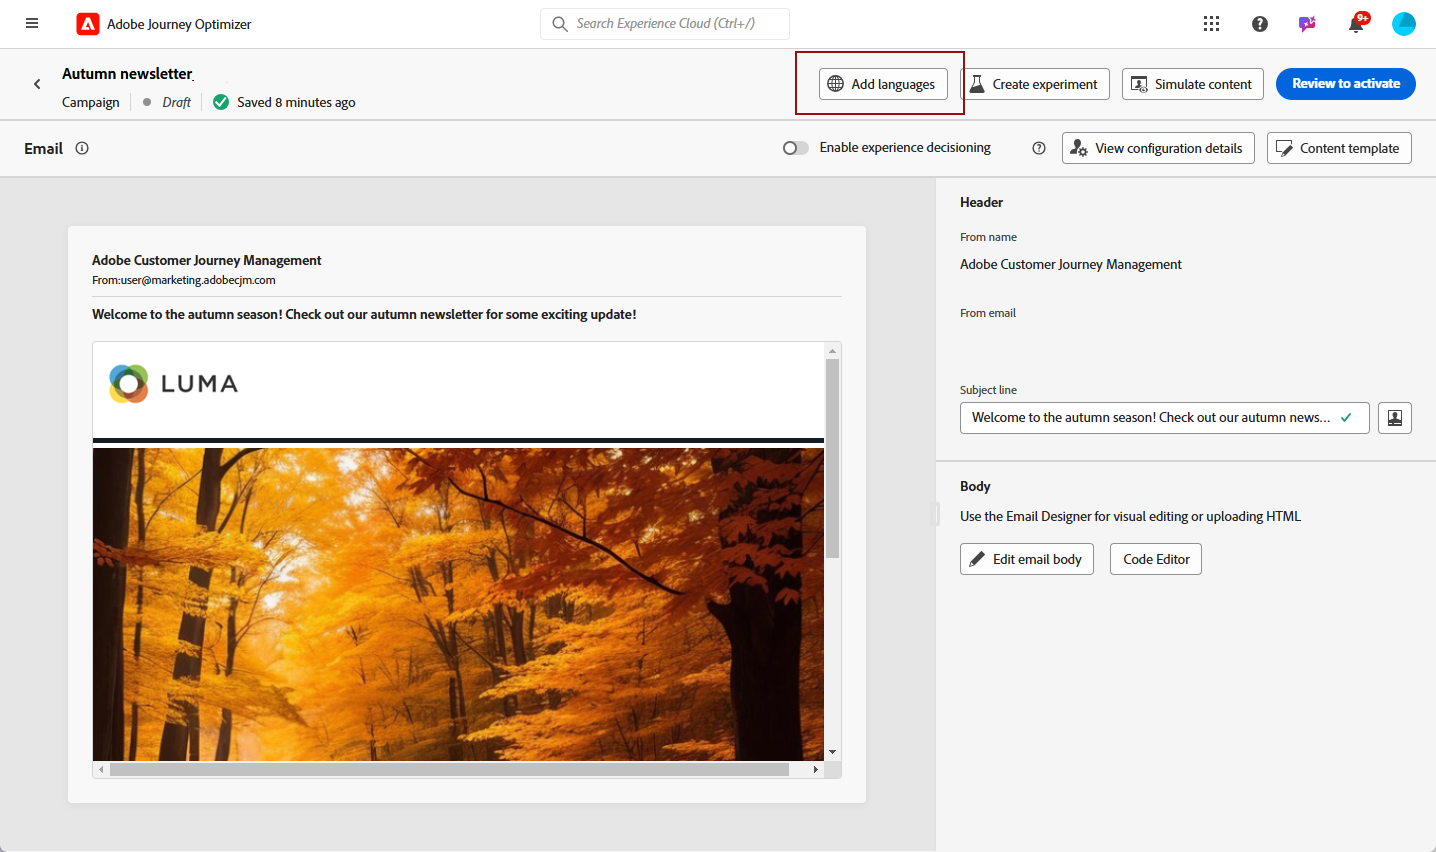 Adobe Journey Optimizer
Search Experience Cloud (Ctrl+/)
9+
Autumn newsletter
Campaign
Draft
Saved 8 minutes ago
Add languages
Create experiment
Simulate content
Review to activate
Email
Enable experience decisioning
View configuration details
Content template
Adobe Customer Journey Management
From:user@marketing.adobecjm.com
Welcome to the autumn season! Check out our autumn newsletter for some exciting update!
LUMA
Header
From name
Adobe Customer Journey Management
From email
Subject line
Welcome to the autumn season! Check out our autumn news...
Body
Use the Email Designer for visual editing or uploading HTML
Edit email body
Code Editor